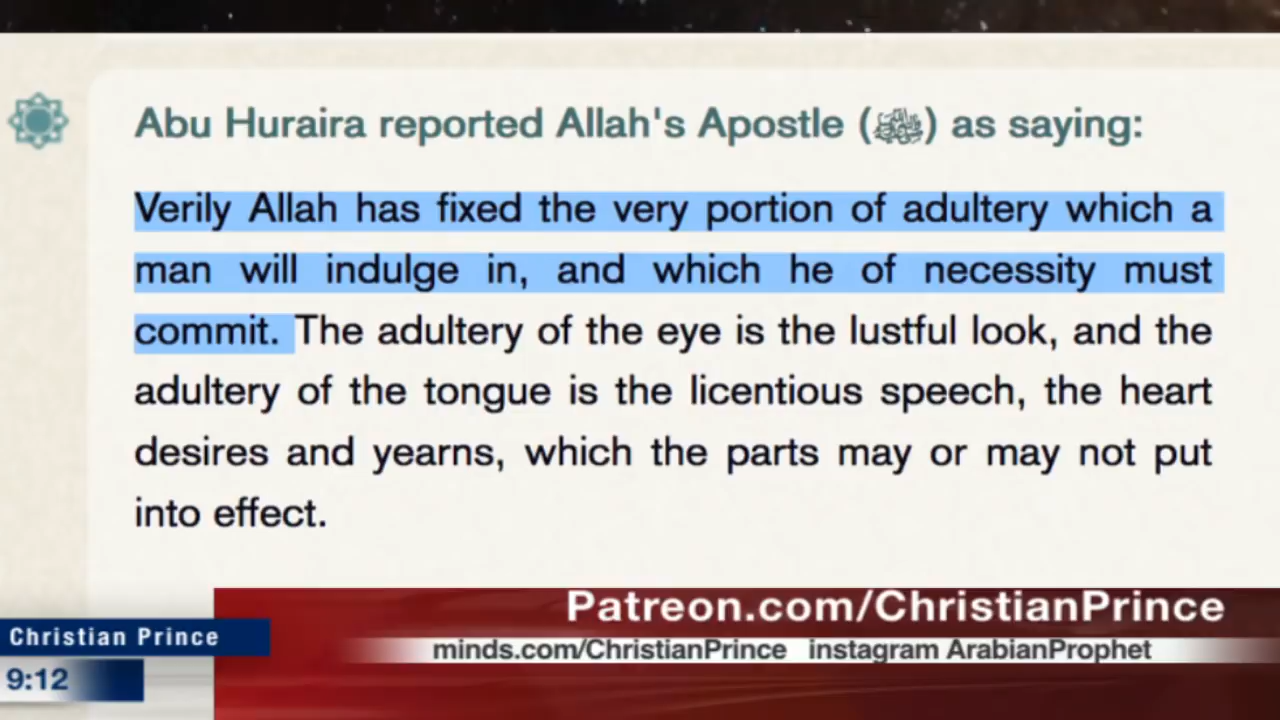 Abu Huraira reported Allah's Apostle (ﷺ) as saying:
Verily Allah has fixed the very portion of adultery which a
man will indulge in, and which he of necessity must
commit. The adultery of the eye is the lustful look, and the
adultery of the tongue is the licentious speech, the heart
desires and yearns, which the parts may or may not put
into effect.
Patreon.com/ChristianPrince
Christian Prince
minds.com/ChristianPrince instagram ArabianProphet
9:12